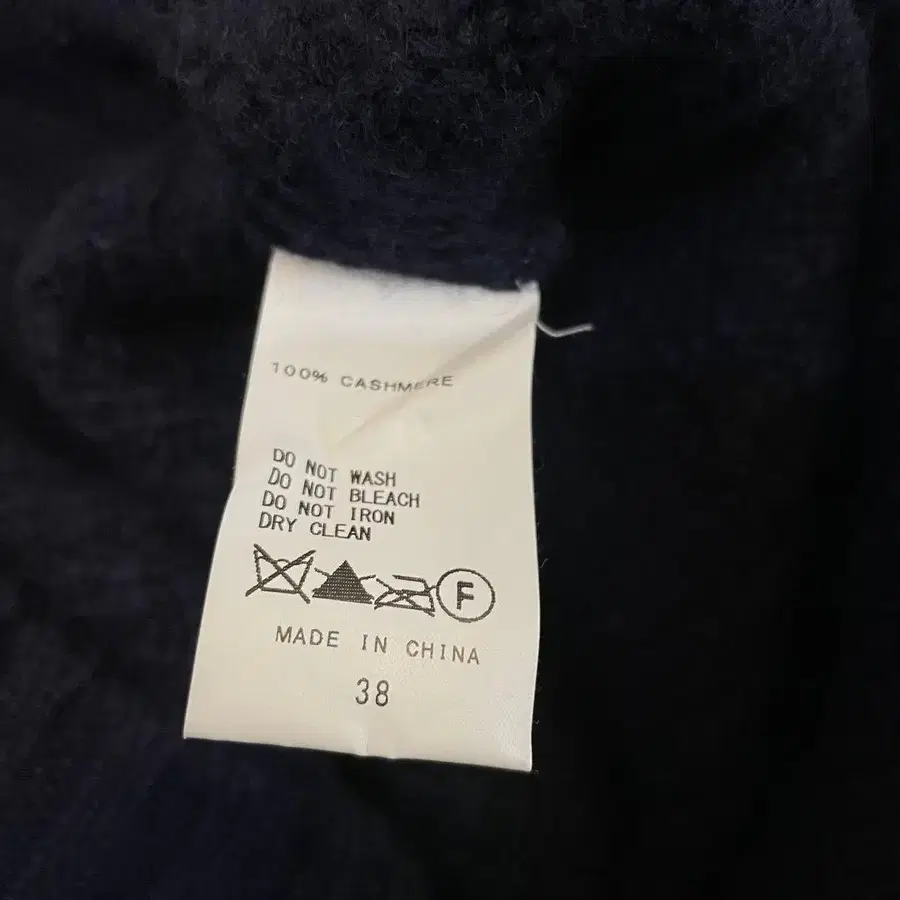 100% CASHMERE
DO NOT WASH
DO NOT BLEACH
DO NOT IRON
DRY CLEAN
F
MADE IN CHINA
38